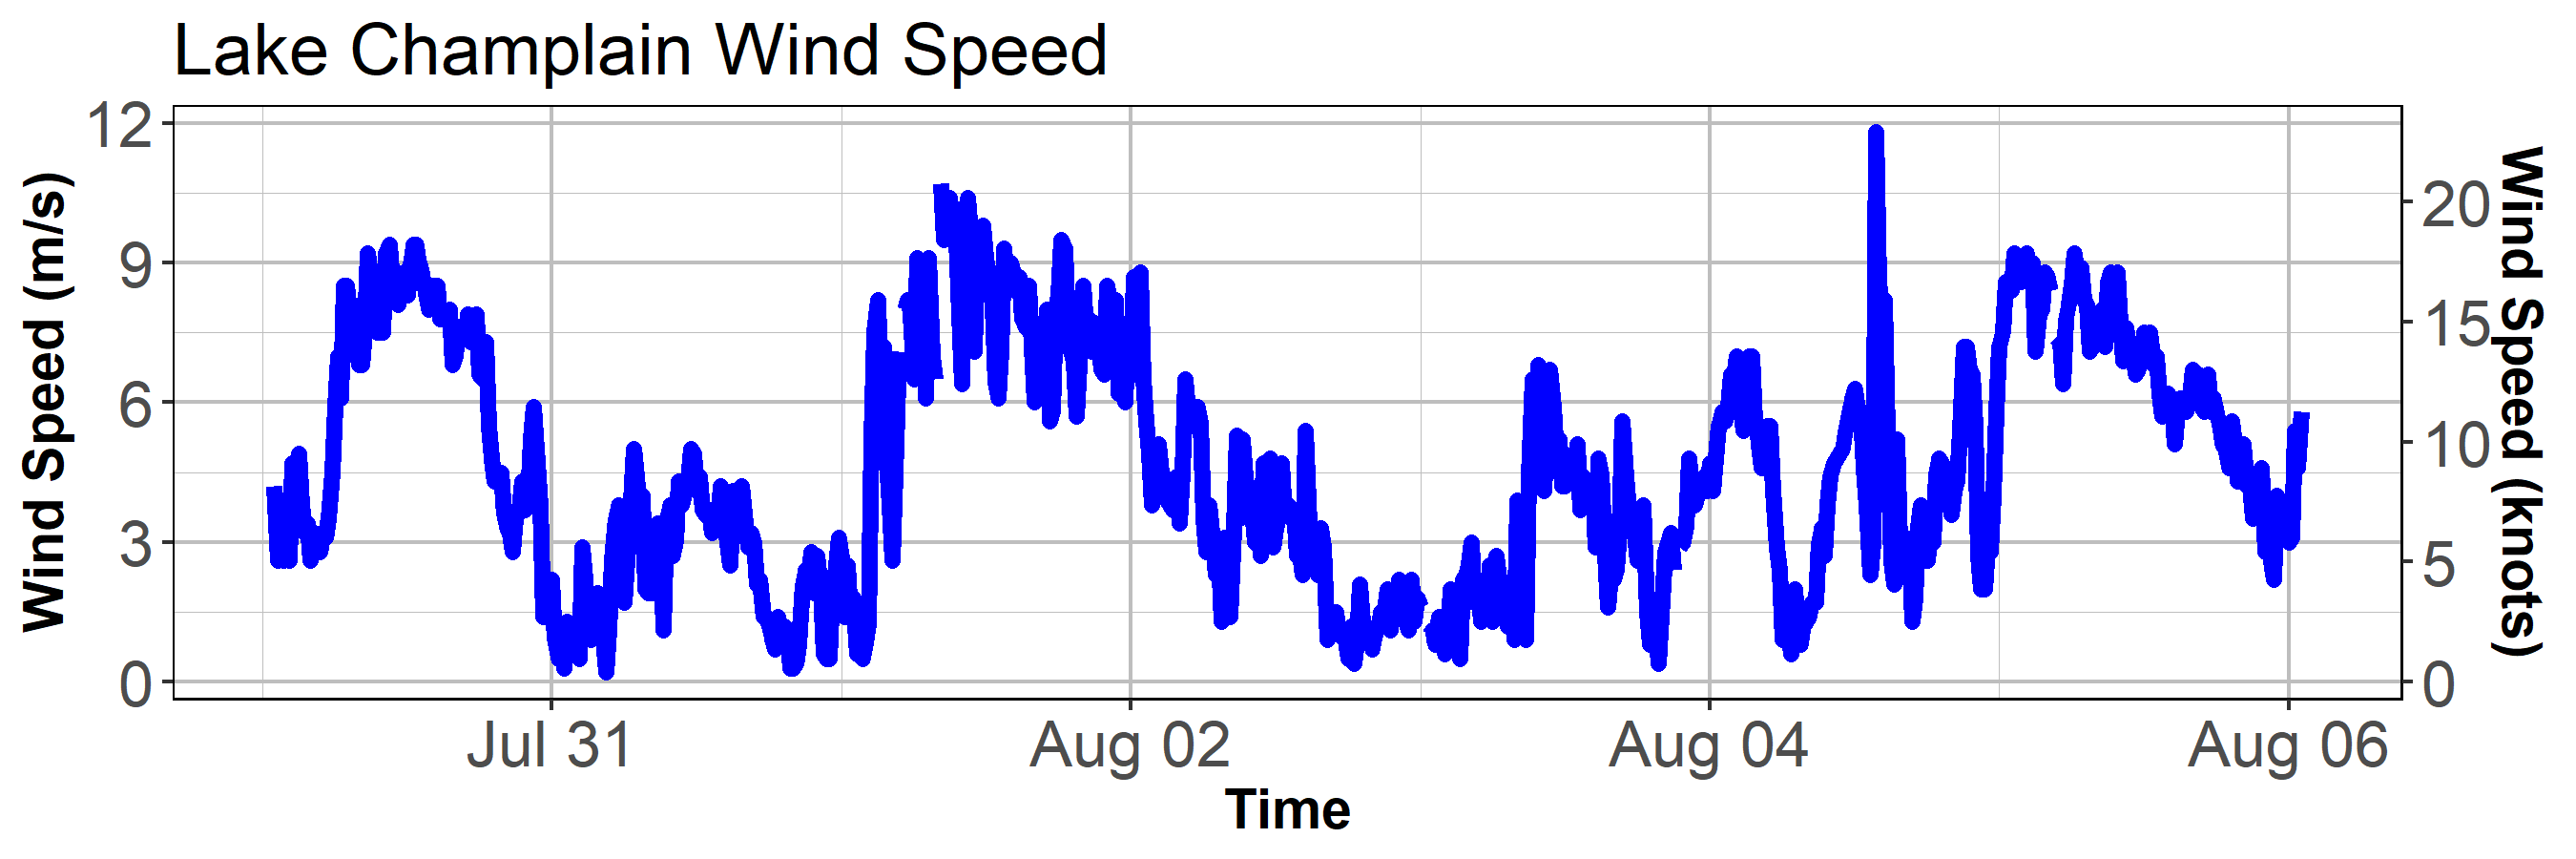 Lake Champlain Wind Speed
Wind Speed (m/s)
12
9
6
3
0
Wind Speed (knots)
20
15
10
5
0
Jul 31
Aug 02
Aug 04
Aug 06
Time